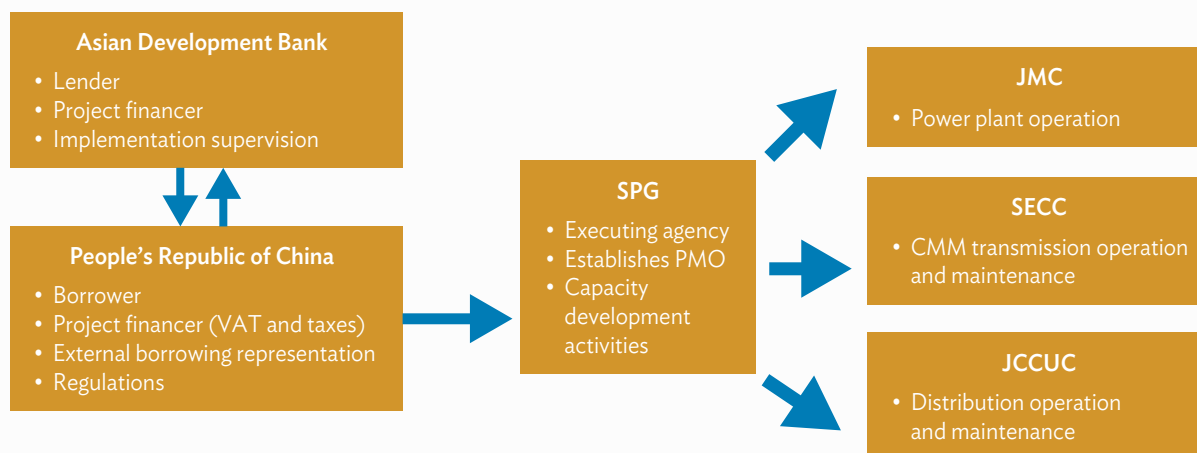 Asian Development Bank
• Lender
• Project financer
• Implementation supervision
People’s Republic of China
• Borrower
• Project financer (VAT and taxes)
• External borrowing representation
• Regulations
SPG
• Executing agency
• Establishes PMO
• Capacity
development
activities
JMC
• Power plant operation
SECC
• CMM transmission operation
and maintenance
JCCUC
• Distribution operation
and maintenance